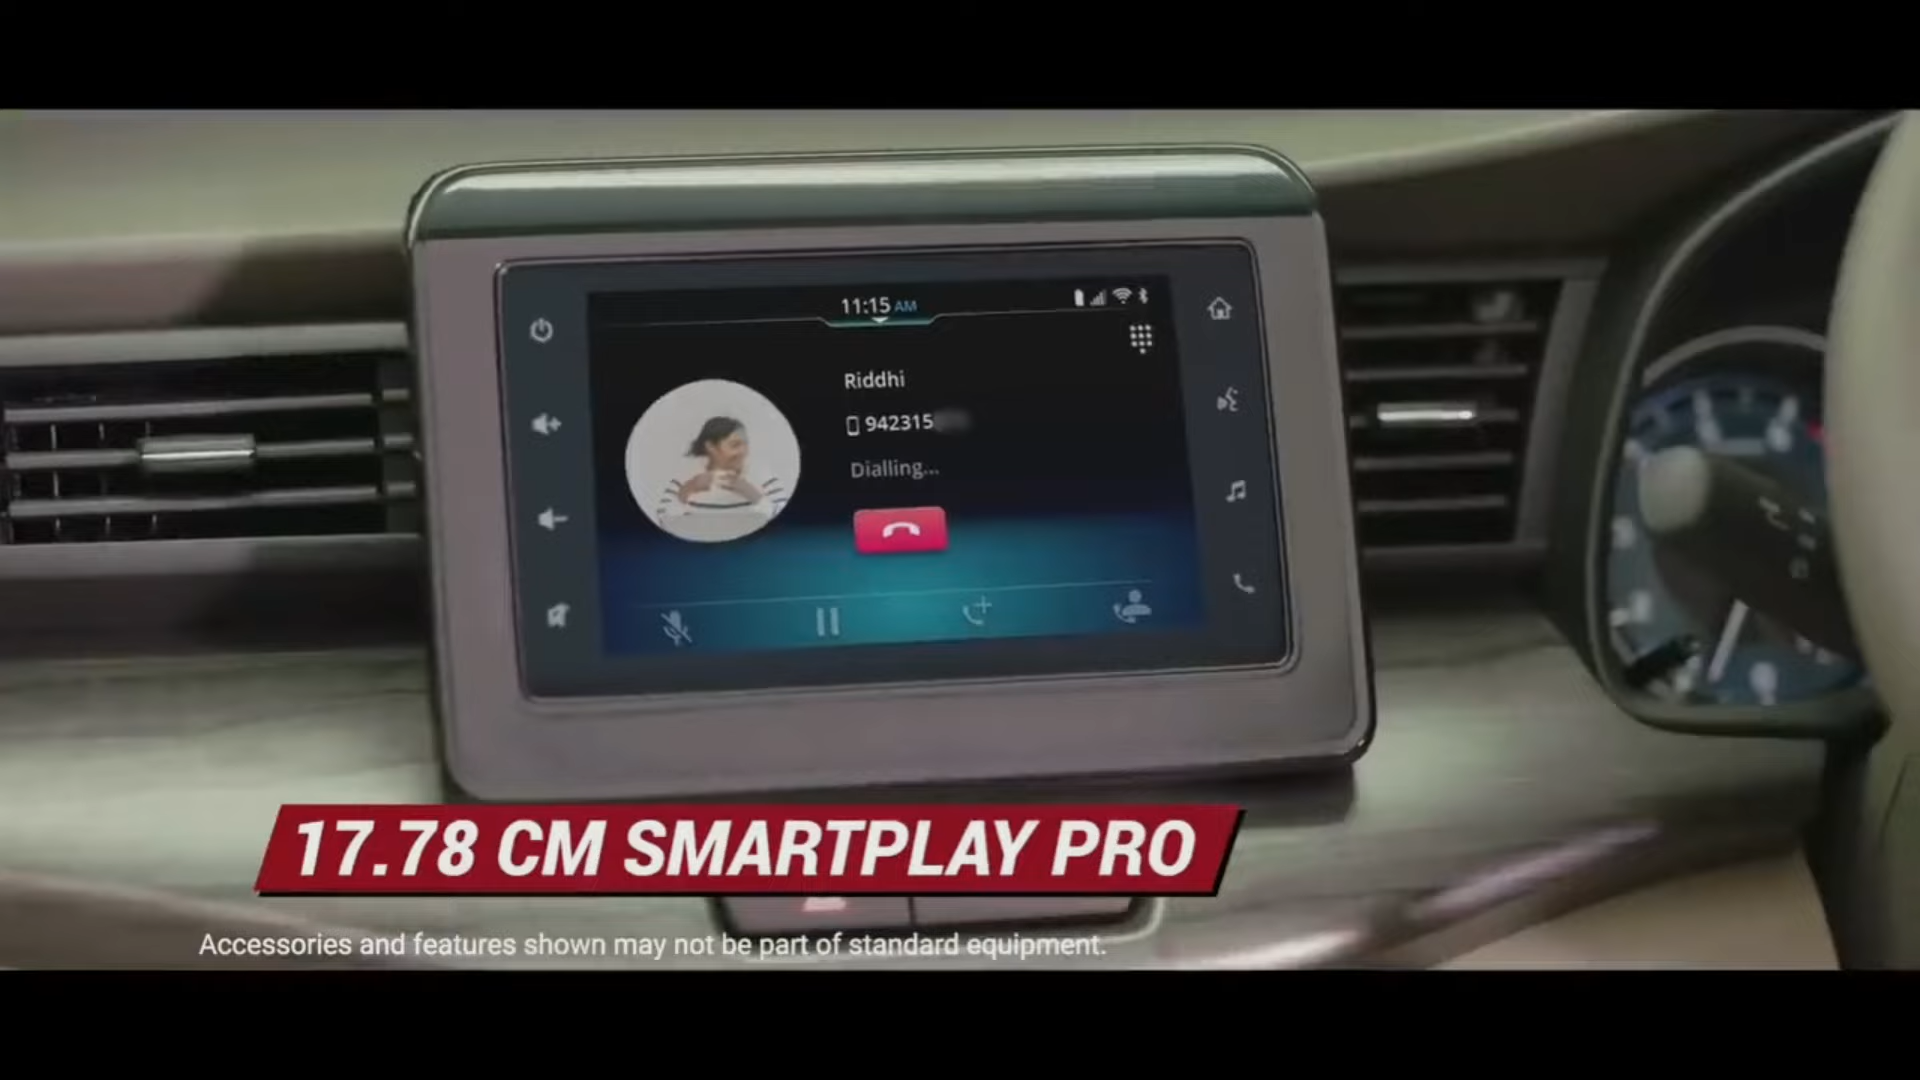 11:15 AM
Riddhi
942315
Dialling...
17.78 CM SMARTPLAY PRO
Accessories and features shown may not be part of standard equipment.